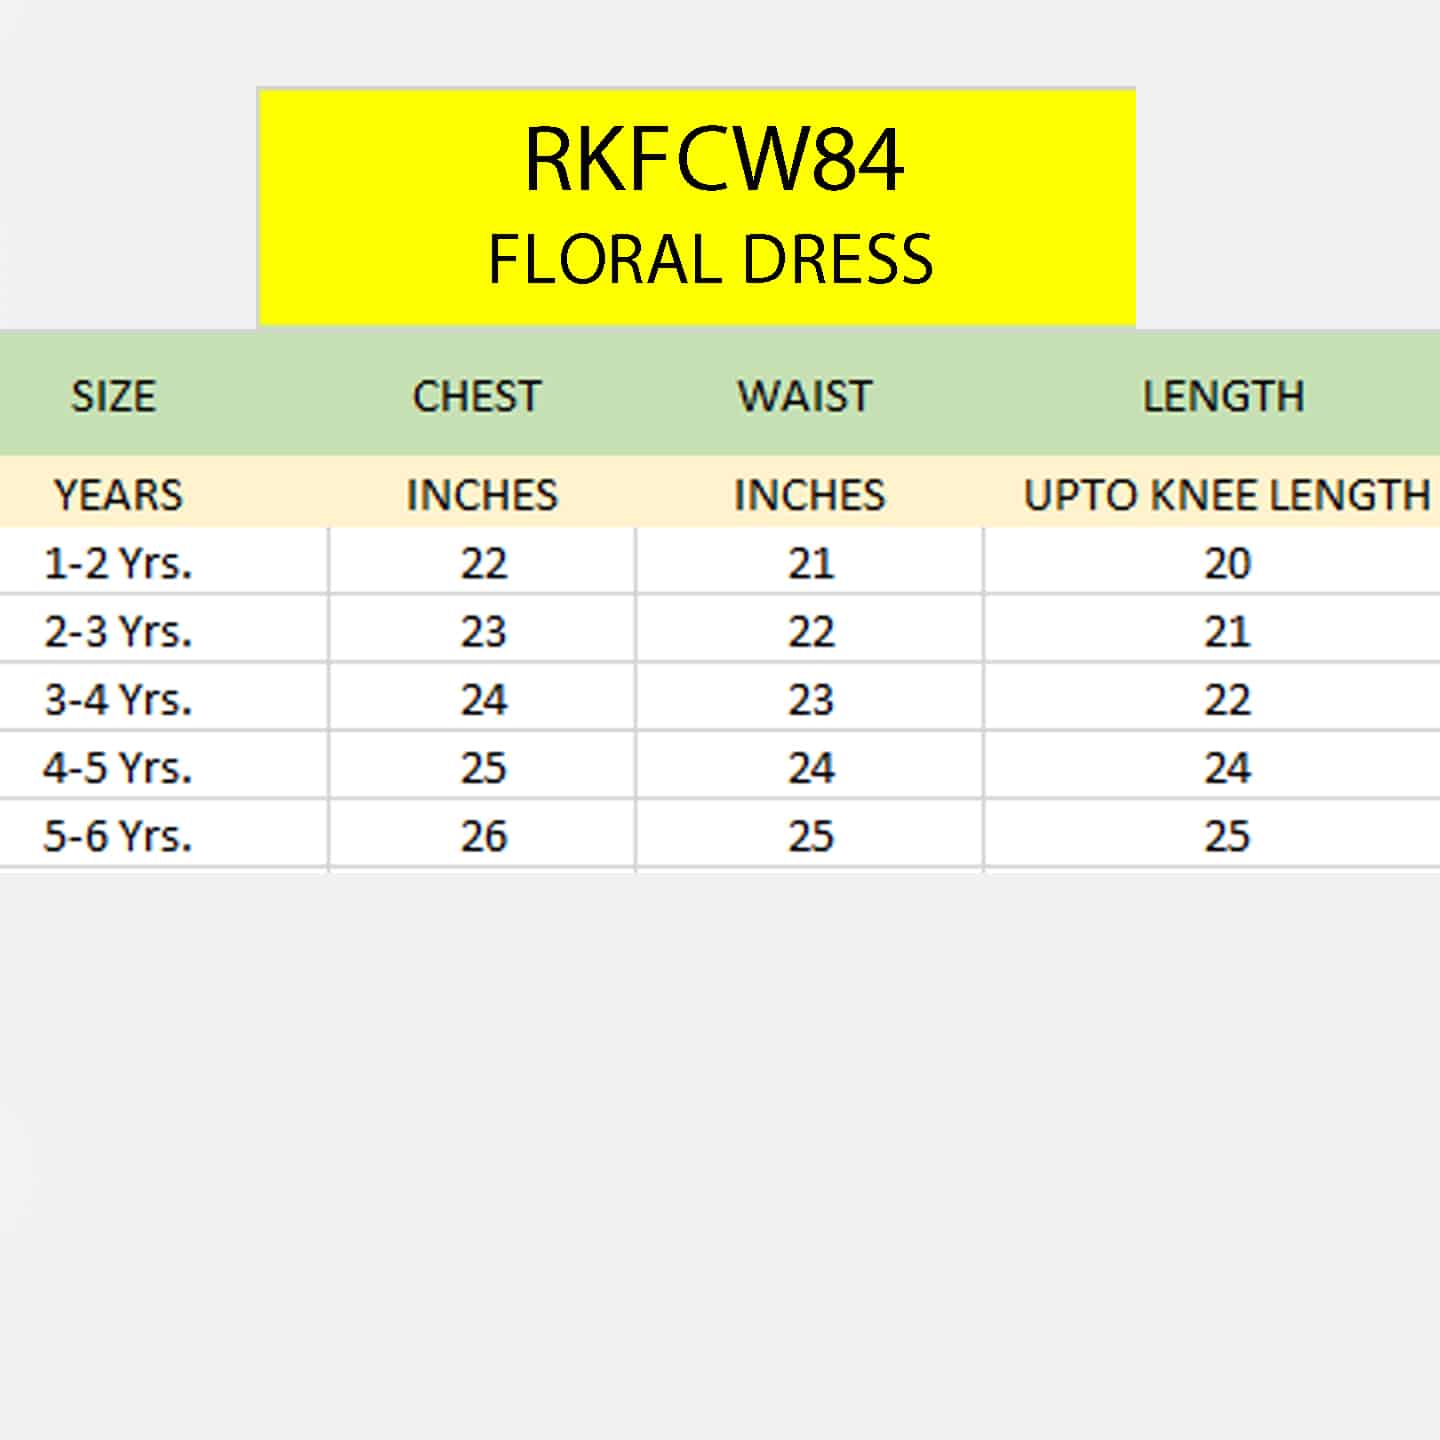 RKFCW84
FLORAL DRESS
SIZE CHEST WAIST LENGTH
YEARS INCHES INCHES UPTO KNEE LENGTH
1-2 Yrs. 22 21 20
2-3 Yrs. 23 22 21
3-4 Yrs. 24 23 22
4-5 Yrs. 25 24 24
5-6 Yrs. 26 25 25